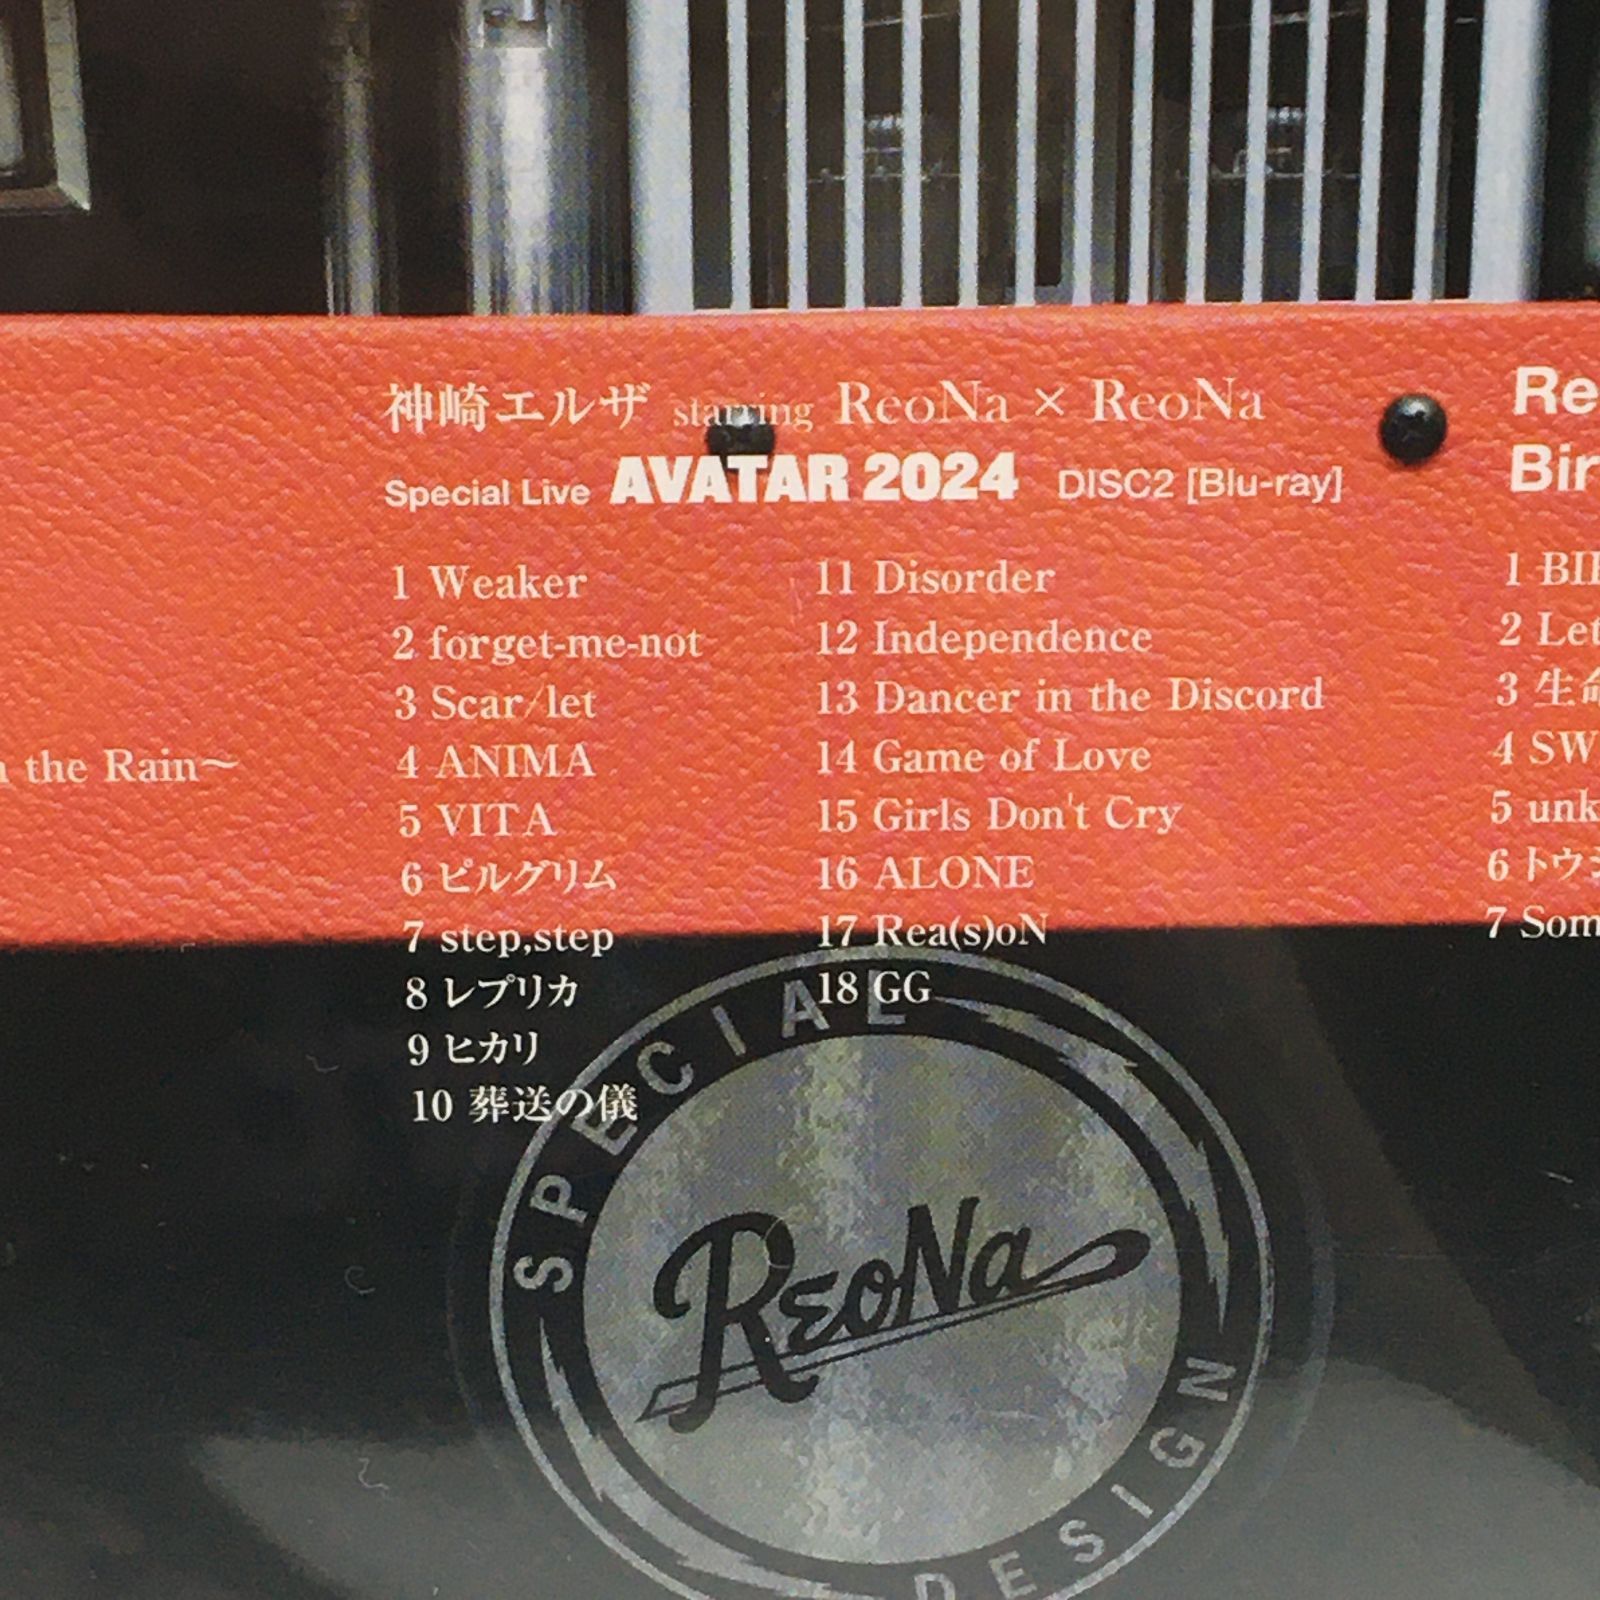 神崎エルザ starring ReoNa × ReoNa
Special Live AVATAR 2024 DISC2 [Blu-ray]
1 Weaker
2 forget-me-not
3 Scar/let
4 ANIMA
5 VITA
6 ピルグリム
7 step,step
8 レプリカ
9 ヒカリ
10 葬送の儀
11 Disorder
12 Independence
13 Dancer in the Discord
14 Game of Love
15 Girls Don't Cry
16 ALONE
17 Rea(s)oN
18 GG
the Rain～
Re
Bir
1 BI
2 Let
3 生命
4 SW
5 unk
6 トウシ
7 Som
SPECIAL
ReoNa
DESIGN